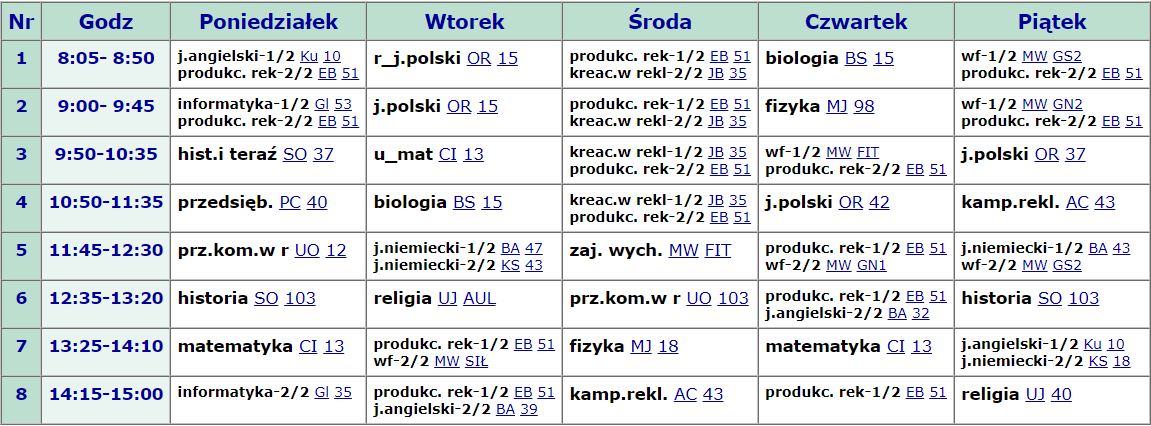 Nr Godz Poniedziałek Wtorek Środa Czwartek Piątek
1 8:05- 8:50 j.angielski-1/2 Ku 10 r_j.polski OR 15 produkc. rek-1/2 EB 51 biologia BS 15 wf-1/2 MW GS2
produkc. rek-2/2 EB 51 kreac.w rekl-2/2 JB 35 produkc. rek-2/2 EB 51
2 9:00- 9:45 informatyka-1/2 Gl 53 j.polski OR 15 produkc. rek-1/2 EB 51 fizyka MJ 98 wf-1/2 MW GN2
produkc. rek-2/2 EB 51 kreac.w rekl-2/2 JB 35 produkc. rek-2/2 EB 51
3 9:50-10:35 hist.i teraź SO 37 u_mat CI 13 kreac.w rekl-1/2 JB 35 wf-1/2 MW FIT j.polski OR 37
produkc. rek-2/2 EB 51 produkc. rek-2/2 EB 51
4 10:50-11:35 przedsięb. PC 40 biologia BS 15 kreac.w rekl-1/2 JB 35 j.polski OR 42 kamp.rekl. AC 43
produkc. rek-2/2 EB 51
5 11:45-12:30 prz.kom.w r UO 12 j.niemiecki-1/2 BA 47 zaj. wych. MW FIT produkc. rek-1/2 EB 51 j.niemiecki-1/2 BA 43
j.niemiecki-2/2 KS 43 wf-2/2 MW GN1 wf-2/2 MW GS2
6 12:35-13:20 historia SO 103 religia UJ AUL prz.kom.w r UO 103 produkc. rek-1/2 EB 51 historia SO 103
j.angielski-2/2 BA 32
7 13:25-14:10 matematyka CI 13 produkc. rek-1/2 EB 51 fizyka MJ 18 matematyka CI 13 j.angielski-1/2 Ku 10
wf-2/2 MW SIŁ j.niemiecki-2/2 KS 18
8 14:15-15:00 informatyka-2/2 Gl 35 produkc. rek-1/2 EB 51 kamp.rekl. AC 43 produkc. rek-1/2 EB 51 religia UJ 40
j.angielski-2/2 BA 39